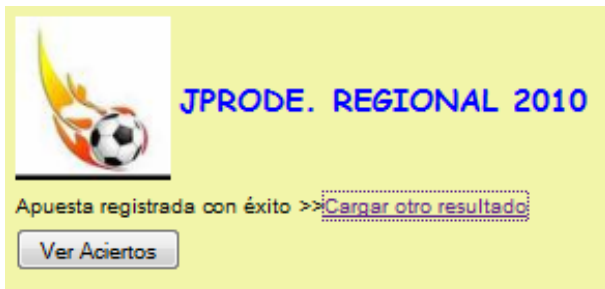 JPRODE. REGIONAL 2010
Apuesta registrada con éxito >>Cargar otro resultado
Ver Aciertos